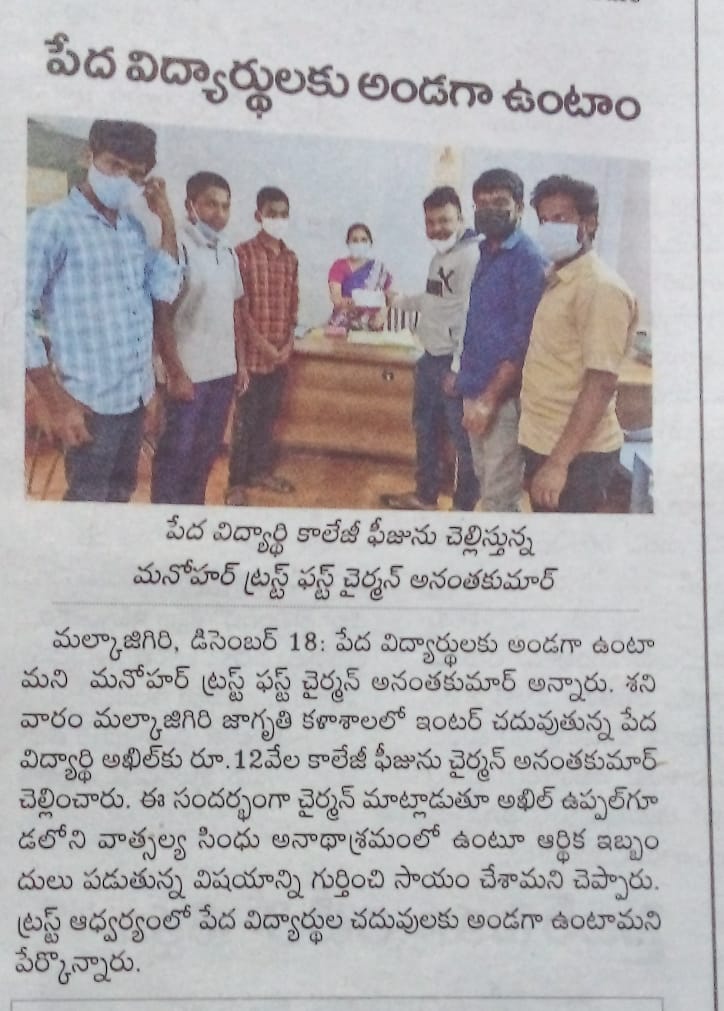 పేద విద్యార్థులకు అండగా ఉంటాం
పేద విద్యార్థి కాలేజీ ఫీజును చెల్లిస్తున్న
మనోహర్ ట్రస్ట్ ఫస్ట్ చైర్మన్ అనంతకుమార్
మల్కాజిగిరి, డిసెంబర్ 18: పేద విద్యార్థులకు అండగా ఉంటా
మని మనోహర్ ట్రస్ట్ ఫస్ట్ చైర్మన్ అనంతకుమార్ అన్నారు. శని
వారం మల్కాజిగిరి జాగృతి కళాశాలలో ఇంటర్ చదువుతున్న పేద
విద్యార్థి అఖిల్‌కు రూ.12వేల కాలేజీ ఫీజును చైర్మన్ అనంతకుమార్
చెల్లించారు. ఈ సందర్భంగా చైర్మన్ మాట్లాడుతూ అఖిల్ ఉప్పల్‌గూ
డలోని వాత్సల్య సింధు అనాథాశ్రమంలో ఉంటూ ఆర్థిక ఇబ్బం
దులు పడుతున్న విషయాన్ని గుర్తించి సాయం చేశామని చెప్పారు.
ట్రస్ట్ ఆధ్వర్యంలో పేద విద్యార్థుల చదువులకు అండగా ఉంటామని
పేర్కొన్నారు.